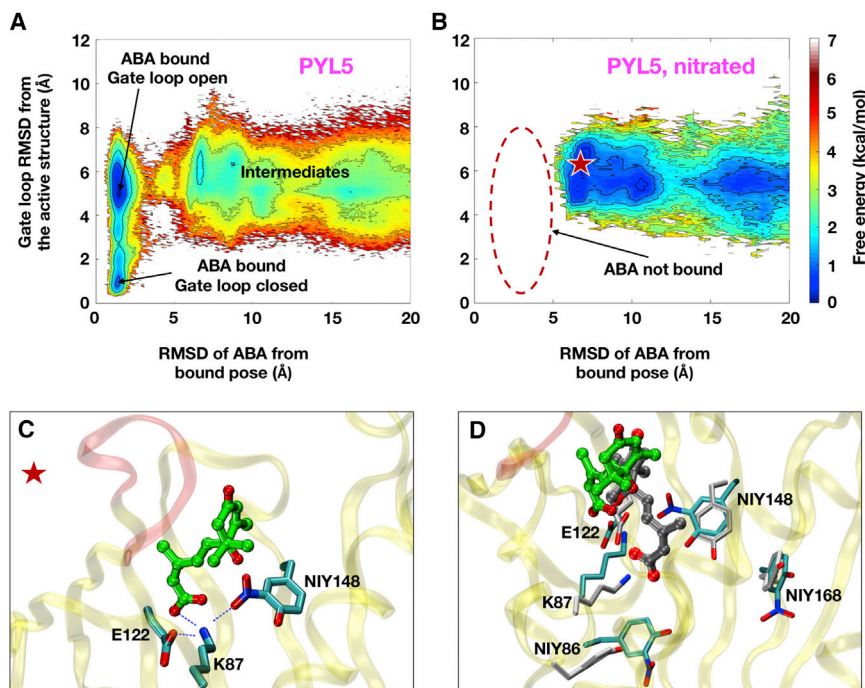 A
B
12
10
8
6
4
2
0
0
5
10
15
20
Gate loop RMSD from
the active structure (Å)
ABA bound
Gate loop open
PYL5
Intermediates
ABA bound
Gate loop closed
RMSD of ABA from
bound pose (Å)
12
10
8
6
4
2
0
0
5
10
15
20
PYL5, nitrated
ABA not bound
RMSD of ABA from
bound pose (Å)
7
6
5
4
3
2
1
0
Free energy (kcal/mol)
C
NIY148
E122
K87
D
NIY148
E122
K87
NIY168
NIY86